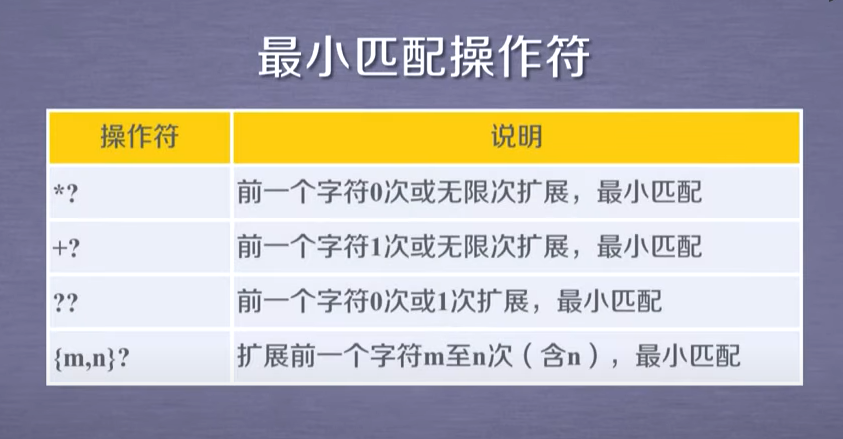 最小匹配操作符
操作符 说明
*? 前一个字符0次或无限次扩展，最小匹配
+? 前一个字符1次或无限次扩展，最小匹配
?? 前一个字符0次或1次扩展，最小匹配
{m,n}? 扩展前一个字符m至n次（含n），最小匹配